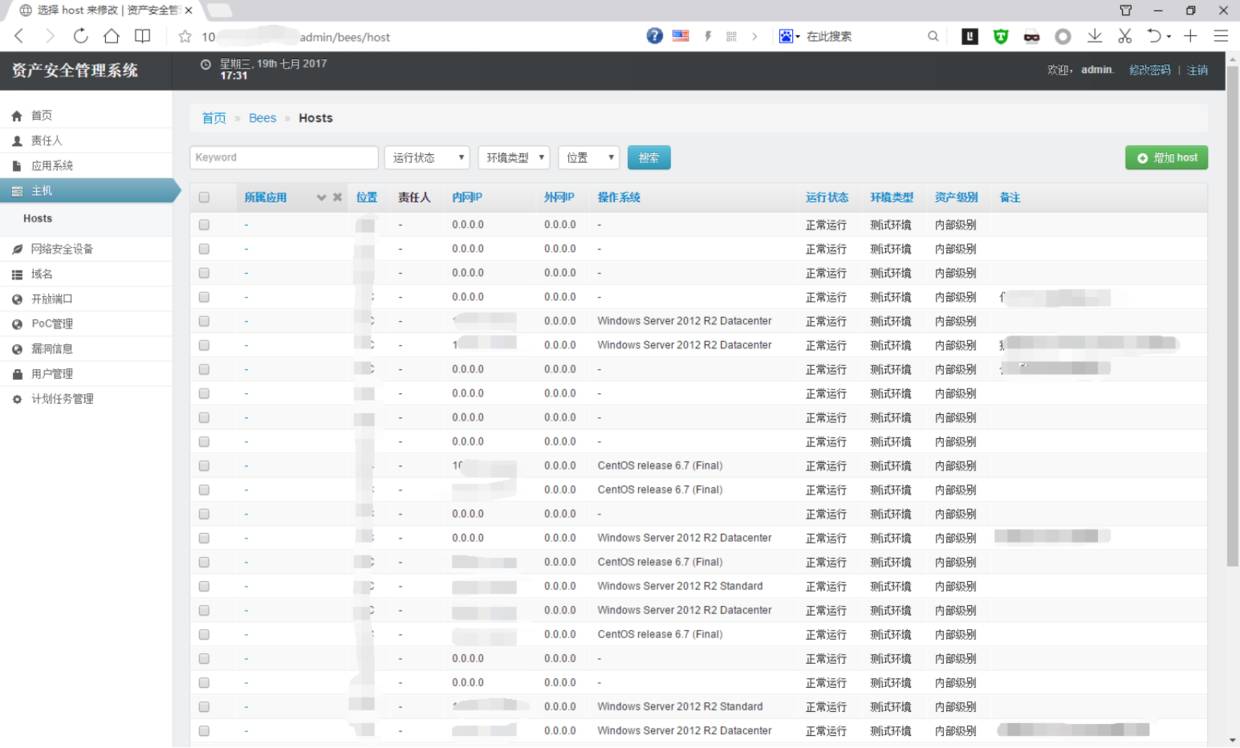 选择 host 来修改 | 资产安全管
10 admin/bees/host
在此搜索
资产安全管理系统
星期三, 19th 七月 2017
17:31
欢迎, admin. 修改密码 | 注销
首页
责任人
应用系统
主机
Hosts
网络安全设备
域名
开放端口
PoC管理
漏洞信息
用户管理
计划任务管理
首页 » Bees » Hosts
Keyword 运行状态 环境类型 位置 搜索 增加 host
所属应用 位置 责任人 内网IP 外网IP 操作系统 运行状态 环境类型 资产级别 备注
- - 0.0.0.0 0.0.0.0 - 正常运行 测试环境 内部级别
- - 0.0.0.0 0.0.0.0 - 正常运行 测试环境 内部级别
- - 0.0.0.0 0.0.0.0 - 正常运行 测试环境 内部级别
- - 0.0.0.0 0.0.0.0 - 正常运行 测试环境 内部级别
- - 0.0.0.0 Windows Server 2012 R2 Datacenter 正常运行 测试环境 内部级别
- - 1 0.0.0.0 Windows Server 2012 R2 Datacenter 正常运行 测试环境 内部级别
- - 0.0.0.0 0.0.0.0 - 正常运行 测试环境 内部级别
- - 0.0.0.0 0.0.0.0 - 正常运行 测试环境 内部级别
- - 0.0.0.0 0.0.0.0 - 正常运行 测试环境 内部级别
- - 0.0.0.0 0.0.0.0 - 正常运行 测试环境 内部级别
- - 10 0.0.0.0 CentOS release 6.7 (Final) 正常运行 测试环境 内部级别
- - 0.0.0.0 CentOS release 6.7 (Final) 正常运行 测试环境 内部级别
- - 0.0.0.0 0.0.0.0 - 正常运行 测试环境 内部级别
- - 0.0.0.0 0.0.0.0 Windows Server 2012 R2 Datacenter 正常运行 测试环境 内部级别
- - 0.0.0.0 CentOS release 6.7 (Final) 正常运行 测试环境 内部级别
- - 0.0.0.0 Windows Server 2012 R2 Standard 正常运行 测试环境 内部级别
- - 0.0.0.0 Windows Server 2012 R2 Datacenter 正常运行 测试环境 内部级别
- - 0.0.0.0 CentOS release 6.7 (Final) 正常运行 测试环境 内部级别
- - 0.0.0.0 0.0.0.0 - 正常运行 测试环境 内部级别
- - 0.0.0.0 0.0.0.0 - 正常运行 测试环境 内部级别
- - 0.0.0.0 Windows Server 2012 R2 Standard 正常运行 测试环境 内部级别
- - 0.0.0.0 Windows Server 2012 R2 Datacenter 正常运行 测试环境 内部级别